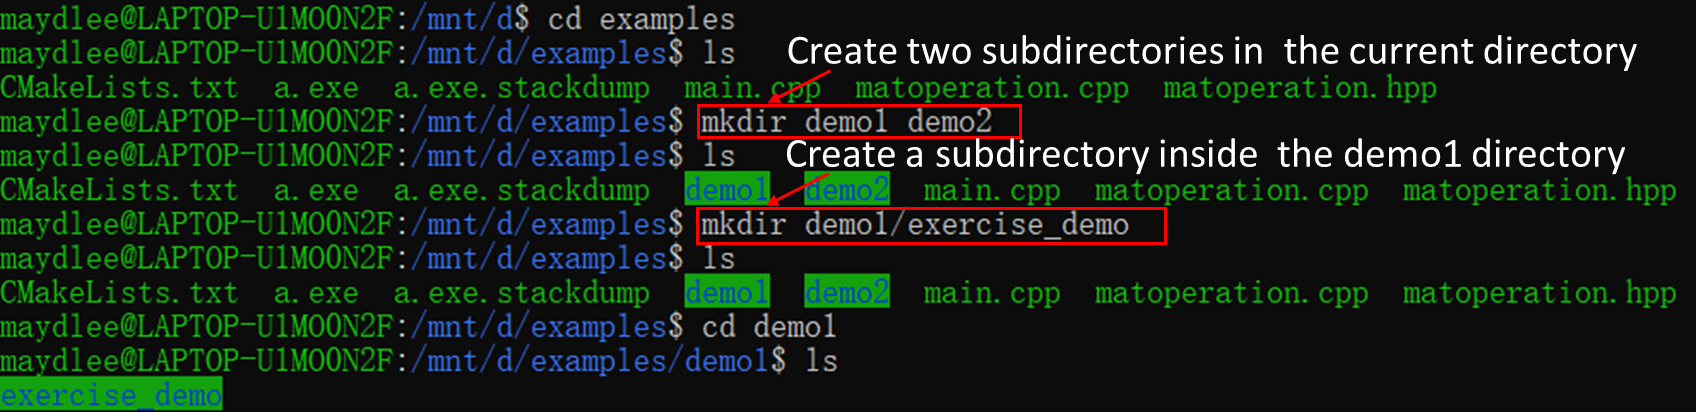 maydlee@LAPTOP-U1MOON2F:/mnt/d$ cd examples
maydlee@LAPTOP-U1MOON2F:/mnt/d/examples$ ls
Create two subdirectories in the current directory
CMakeLists.txt a.exe a.exe.stackdump main.cpp matoperation.cpp matoperation.hpp
maydlee@LAPTOP-U1MOON2F:/mnt/d/examples$ mkdir demo1 demo2
maydlee@LAPTOP-U1MOON2F:/mnt/d/examples$ ls
Create a subdirectory inside the demo1 directory
CMakeLists.txt a.exe a.exe.stackdump demo1 demo2 main.cpp matoperation.cpp matoperation.hpp
maydlee@LAPTOP-U1MOON2F:/mnt/d/examples$ mkdir demo1/exercise_demo
maydlee@LAPTOP-U1MOON2F:/mnt/d/examples$ ls
CMakeLists.txt a.exe a.exe.stackdump demo1 demo2 main.cpp matoperation.cpp matoperation.hpp
maydlee@LAPTOP-U1MOON2F:/mnt/d/examples$ cd demo1
maydlee@LAPTOP-U1MOON2F:/mnt/d/examples/demo1$ ls
exercise_demo